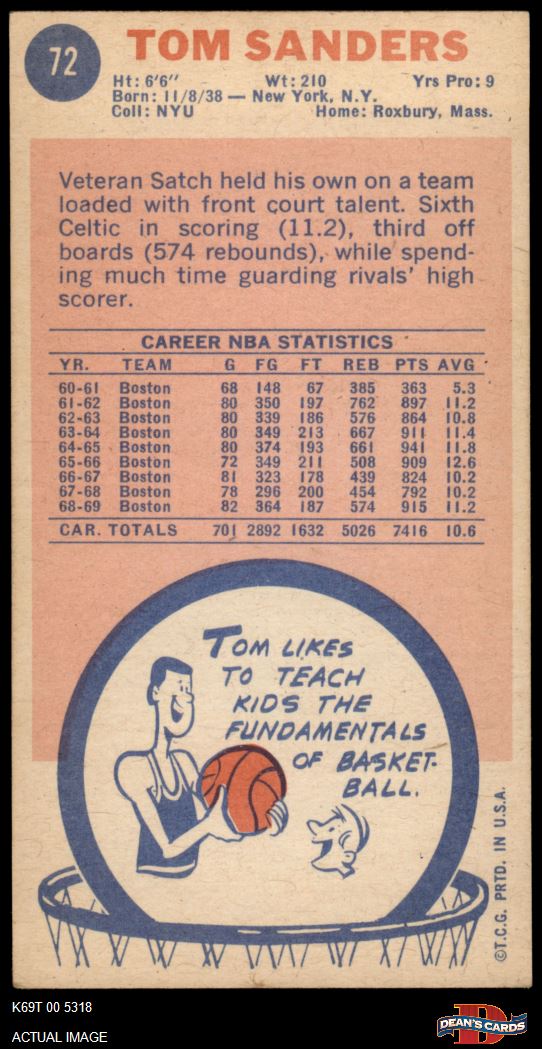 72
TOM SANDERS
Ht: 6'6" Wt: 210 Yrs Pro: 9
Born: 11/8/38 — New York, N.Y.
Coll: NYU Home: Roxbury, Mass.
Veteran Satch held his own on a team
loaded with front court talent. Sixth
Celtic in scoring (11.2), third off
boards (574 rebounds), while spend-
ing much time guarding rivals' high
scorer.
CAREER NBA STATISTICS
YR. TEAM G FG FT REB PTS AVG
60-61 Boston 68 148 67 385 363 5.3
61-62 Boston 80 350 197 762 897 11.2
62-63 Boston 80 339 186 576 864 10.8
63-64 Boston 80 349 213 667 911 11.4
64-65 Boston 80 374 193 661 941 11.8
65-66 Boston 72 349 211 508 909 12.6
66-67 Boston 81 323 178 439 824 10.2
67-68 Boston 78 296 200 454 792 10.2
68-69 Boston 82 364 187 574 915 11.2
CAR. TOTALS 701 2892 1632 5026 7416 10.6
TOM LIKES
TO TEACH
KIDS THE
FUNDAMENTALS
OF BASKET-
BALL.
©T.C.G. PRTD. IN U.S.A.
K69T 00 5318
ACTUAL IMAGE
D
DEAN'S CARDS